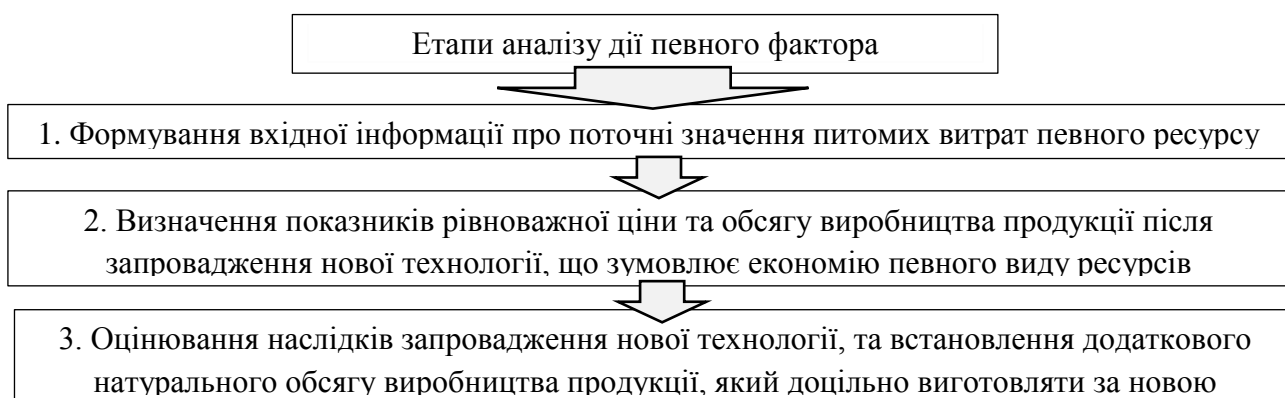 Етапи аналізу дії певного фактора
1. Формування вхідної інформації про поточні значення питомих витрат певного ресурсу
2. Визначення показників рівноважної ціни та обсягу виробництва продукції після
запровадження нової технології, що зумовлює економію певного виду ресурсів
3. Оцінювання наслідків запровадження нової технології, та встановлення додаткового
натурального обсягу виробництва продукції, який доцільно виготовляти за новою